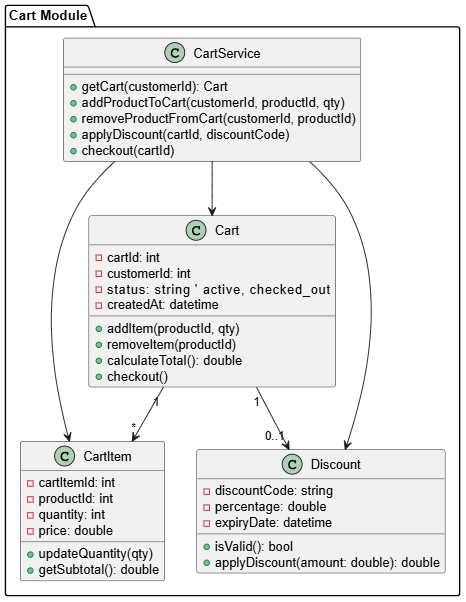 Cart Module
C CartService
getCart(customerId): Cart
addProductToCart(customerId, productId, qty)
removeProductFromCart(customerId, productId)
applyDiscount(cartId, discountCode)
checkout(cartId)
C Cart
cartId: int
customerId: int
status: string ' active, checked_out
createdAt: datetime
addItem(productId, qty)
removeItem(productId)
calculateTotal(): double
checkout()
1
1
*
0..1
C CartItem
cartItemId: int
productId: int
quantity: int
price: double
updateQuantity(qty)
getSubtotal(): double
C Discount
discountCode: string
percentage: double
expiryDate: datetime
isValid(): bool
applyDiscount(amount: double): double